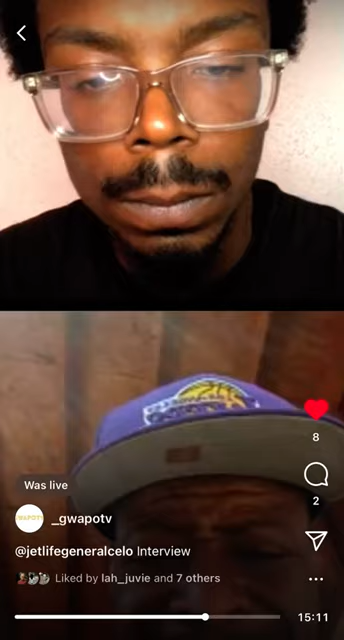 Was live
_gwapotv
@jetlifegeneralcelo Interview
Liked by lah_juvie and 7 others
8
2
15:11